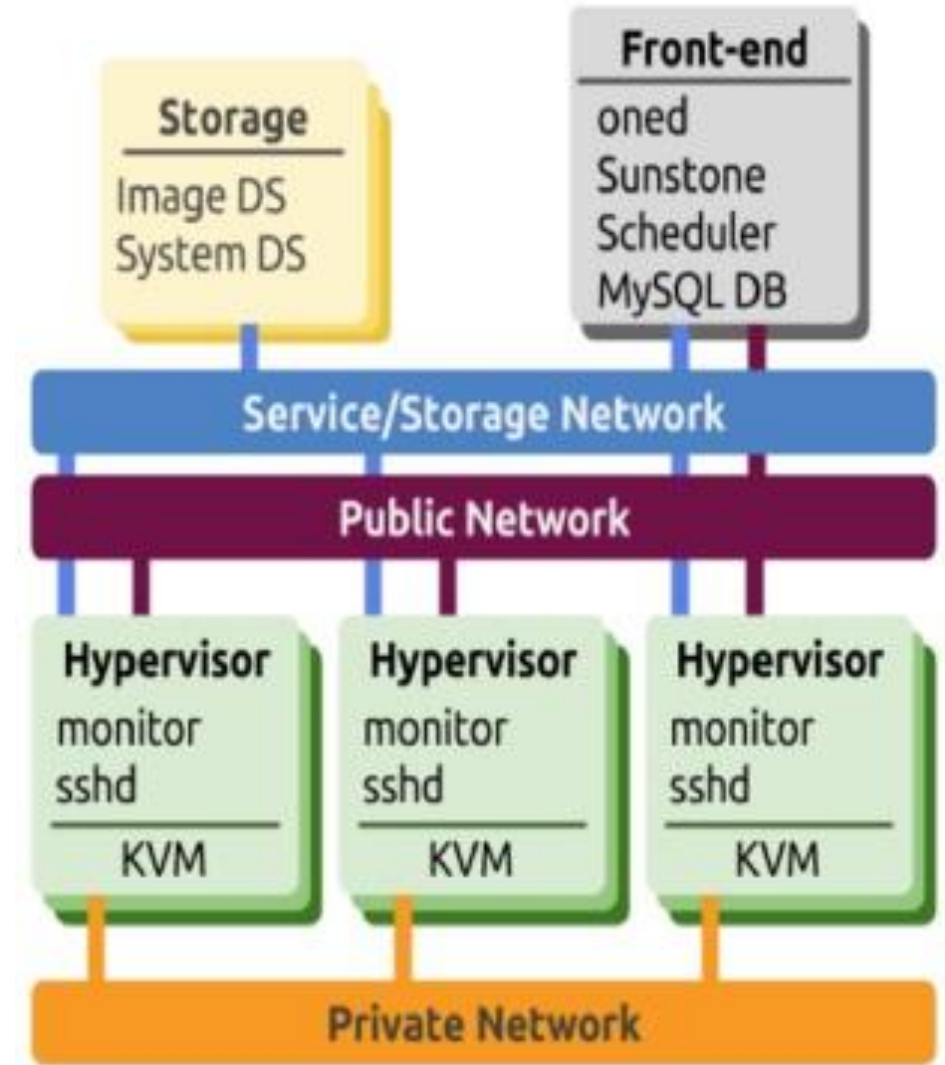 Storage
Image DS
System DS
Front-end
oned
Sunstone
Scheduler
MySQL DB
Service/Storage Network
Public Network
Hypervisor
monitor
sshd
KVM
Hypervisor
monitor
sshd
KVM
Hypervisor
monitor
sshd
KVM
Private Network